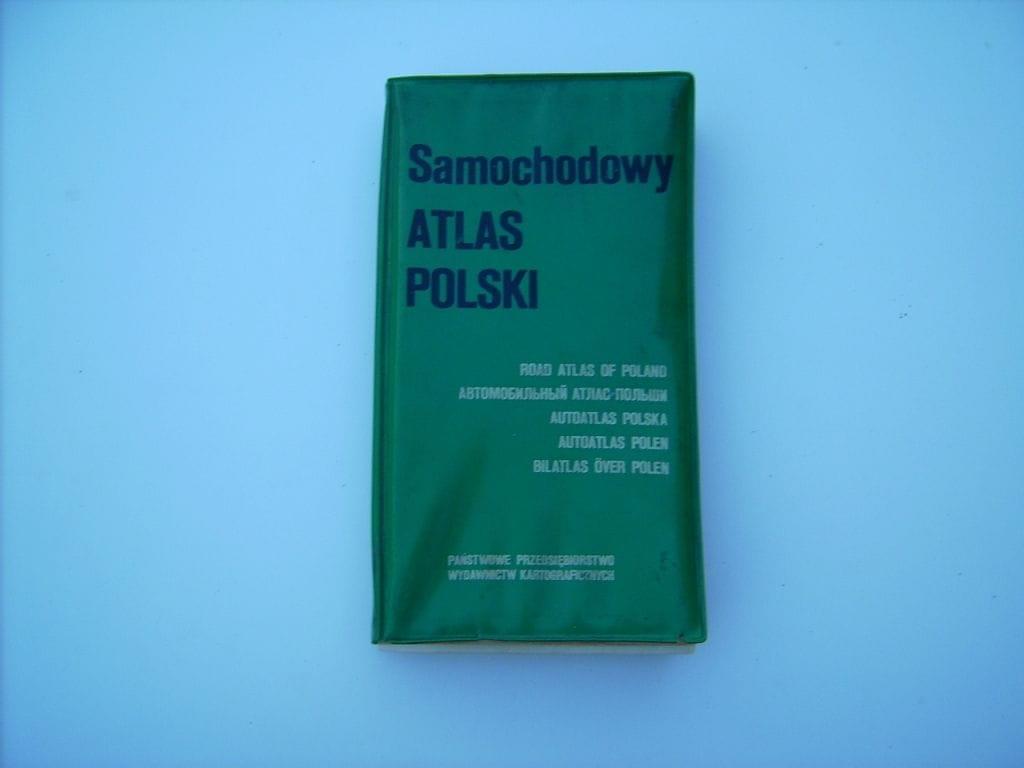 Samochodowy
ATLAS
POLSKI
ROAD ATLAS OF POLAND
АВТОМОБИЛЬНЫЙ АТЛАС ПОЛЬШИ
AUTOATLAS POLSKA
AUTOATLAS POLEN
BILATLAS ÖVER POLEN
PAŃSTWOWE PRZEDSIĘBIORSTWO
WYDAWNICTW KARTOGRAFICZNYCH